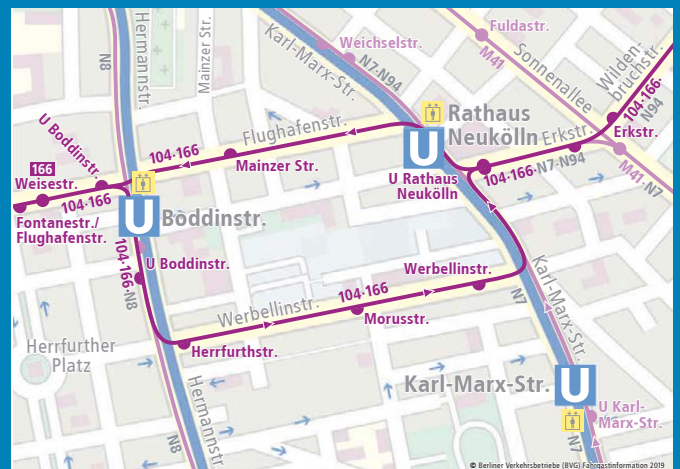 N8
Hermannstr.
Mainzer Str.
Karl-Marx-Str.
Weichselstr.
N7·N94
Fuldastr.
M41
Sonnenallee
Wilden-
bruchstr.
104·166·
N94
U Boddinstr.
166
Weisestr.
104·166
Fontanestr./
Flughafenstr.
104·166
Flughafenstr.
Mainzer Str.
U
Rathaus
Neukölln
U Rathaus
Neukölln
Erkstr.
Erkstr.
104·166·N7·N94
M41·N7
U
Boddinstr.
U Boddinstr.
104·166·N8
Werbellinstr.
104·166
Werbellinstr.
Morusstr.
Herrfurthstr.
Herrfurther
Platz
N7
Karl-Marx-Str.
Karl-Marx-Str.
U
U Karl-
Marx-Str.
N7
Hermannstr.
N8
© Berliner Verkehrsbetriebe (BVG) Fahrgastinformation 2019